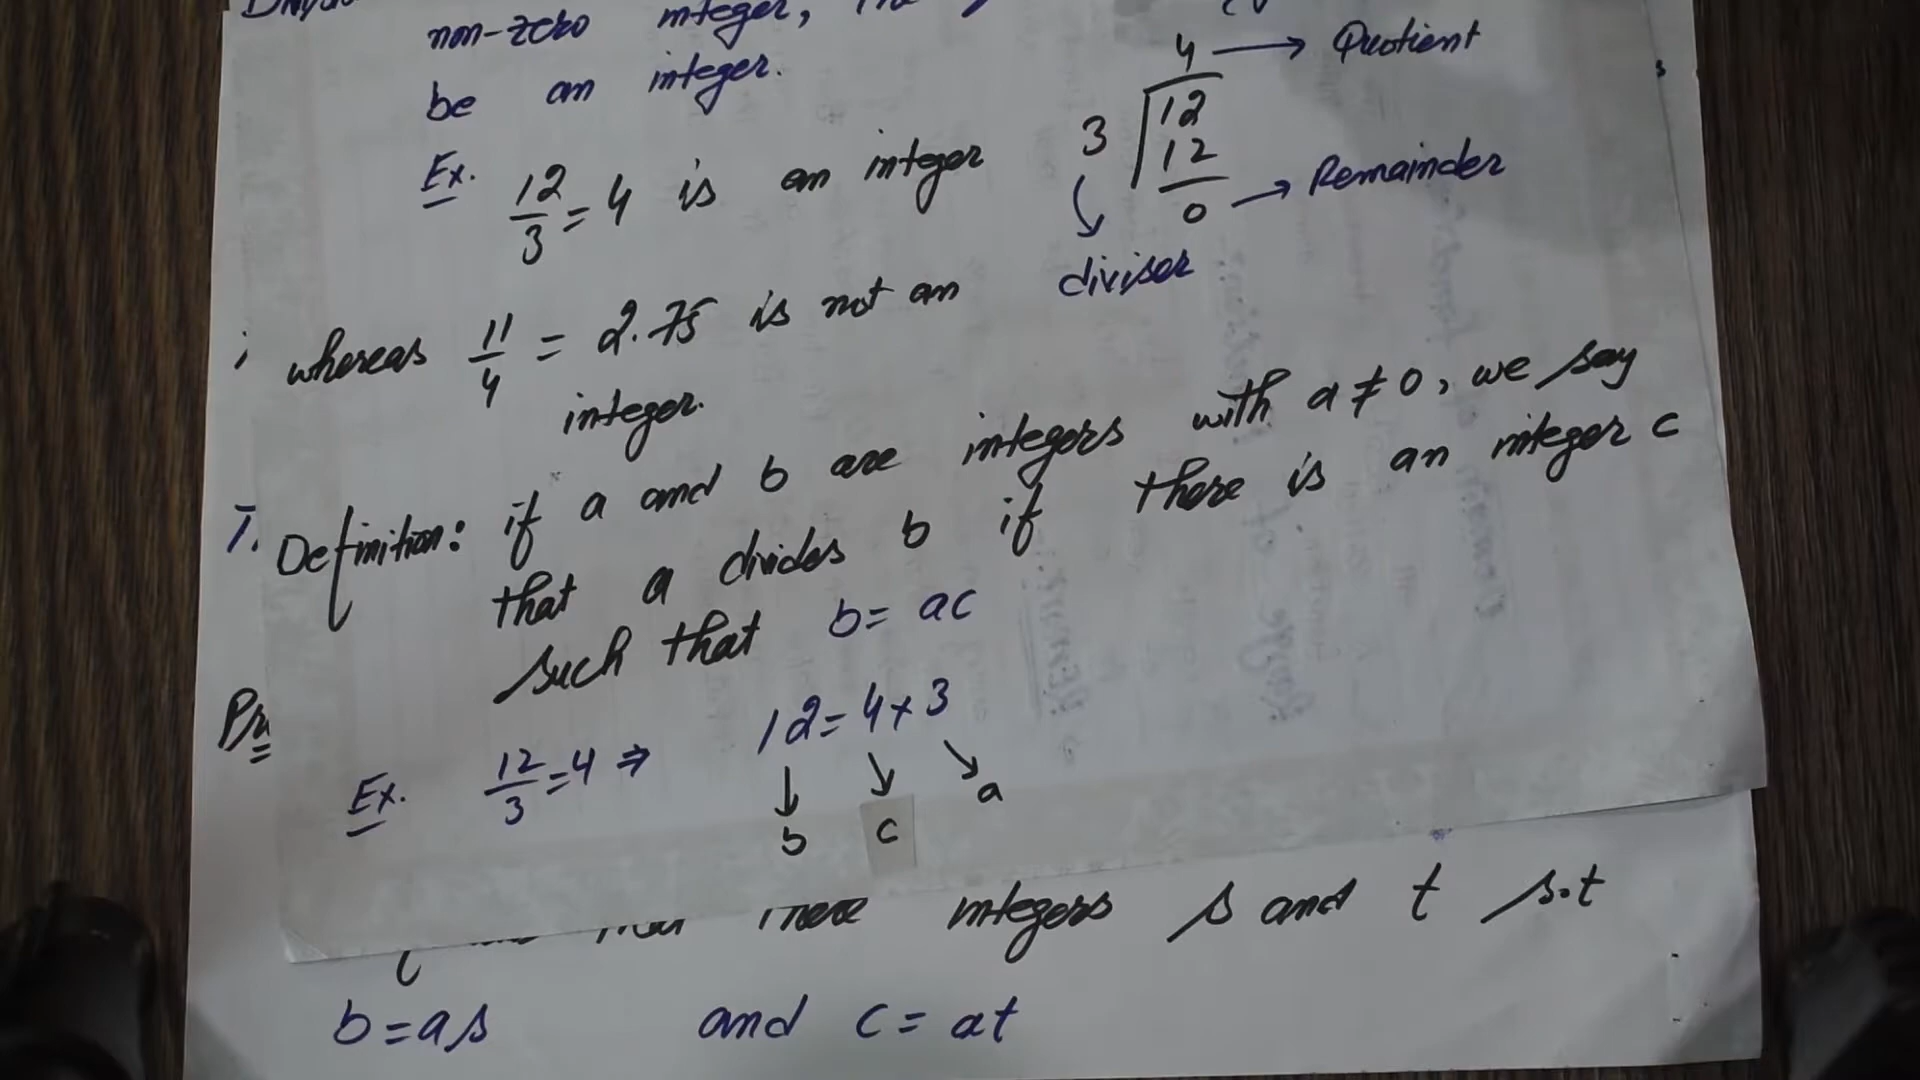 non-zero integer,
be an integer.
Ex. 12/3 = 4 is an integer
4 → Quotient
3 12
12
0 → Remainder
divisor
; whereas 11/4 = 2.75 is not an
integer.
Definition: if a and b are integers with a ≠ 0, we say
that a divides b if there is an integer c
such that b = ac
Ex. 12/3 = 4 ⇒ 12 = 4 × 3
b c a
integers s and t s.t
b = as and c = at